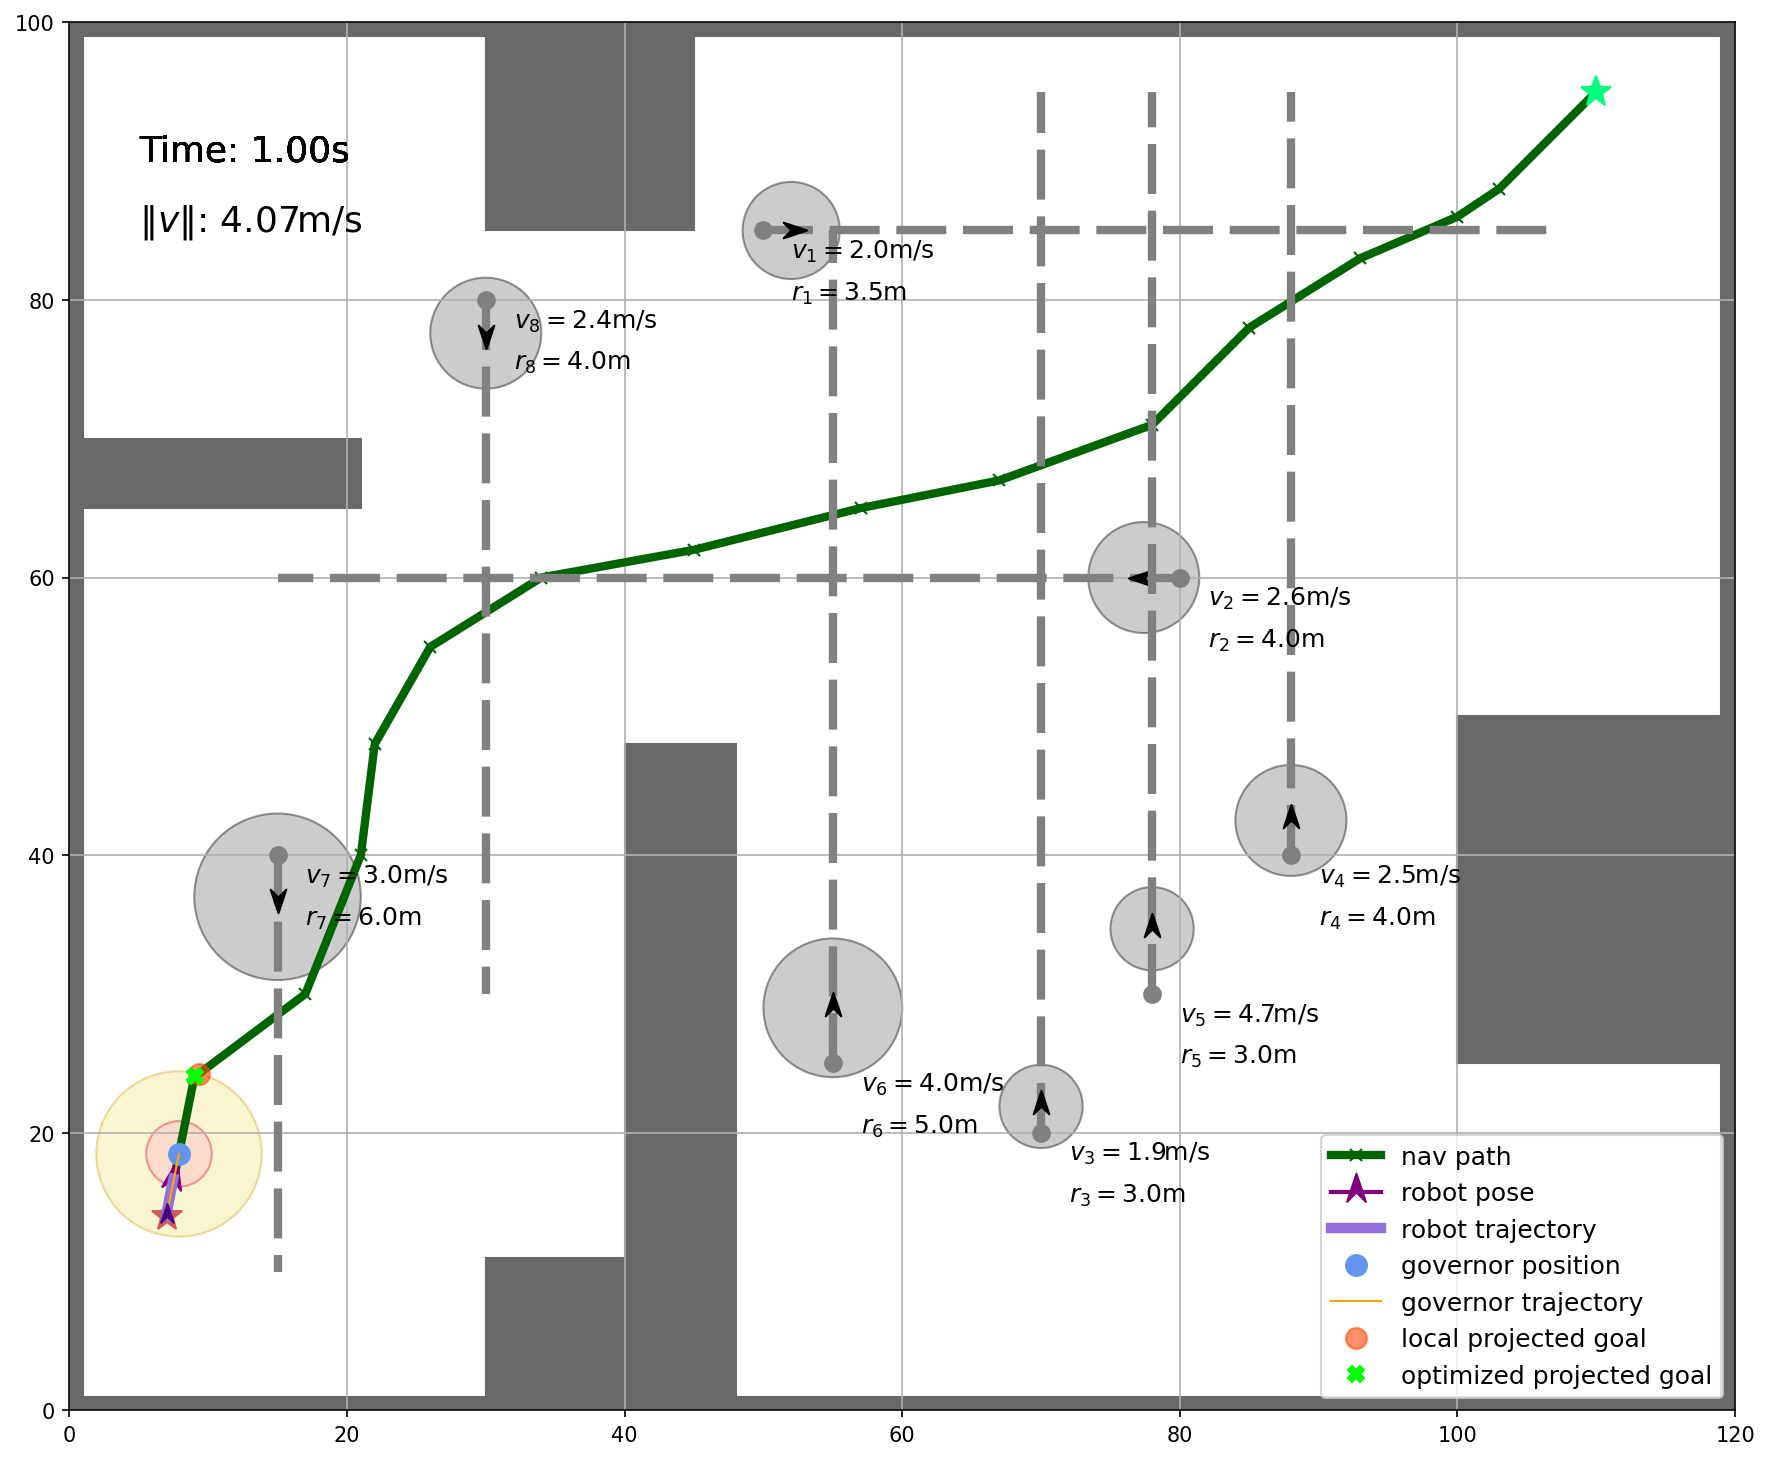 Time: 1.00s
‖v‖: 4.07m/s
v₁ = 2.0m/s
r₁ = 3.5m
v₈ = 2.4m/s
r₈ = 4.0m
v₂ = 2.6m/s
r₂ = 4.0m
v₇ = 3.0m/s
r₇ = 6.0m
v₄ = 2.5m/s
r₄ = 4.0m
v₅ = 4.7m/s
r₅ = 3.0m
v₆ = 4.0m/s
r₆ = 5.0m
v₃ = 1.9m/s
r₃ = 3.0m
nav path
robot pose
robot trajectory
governor position
governor trajectory
local projected goal
optimized projected goal
100
80
60
40
20
0
0 20 40 60 80 100 120